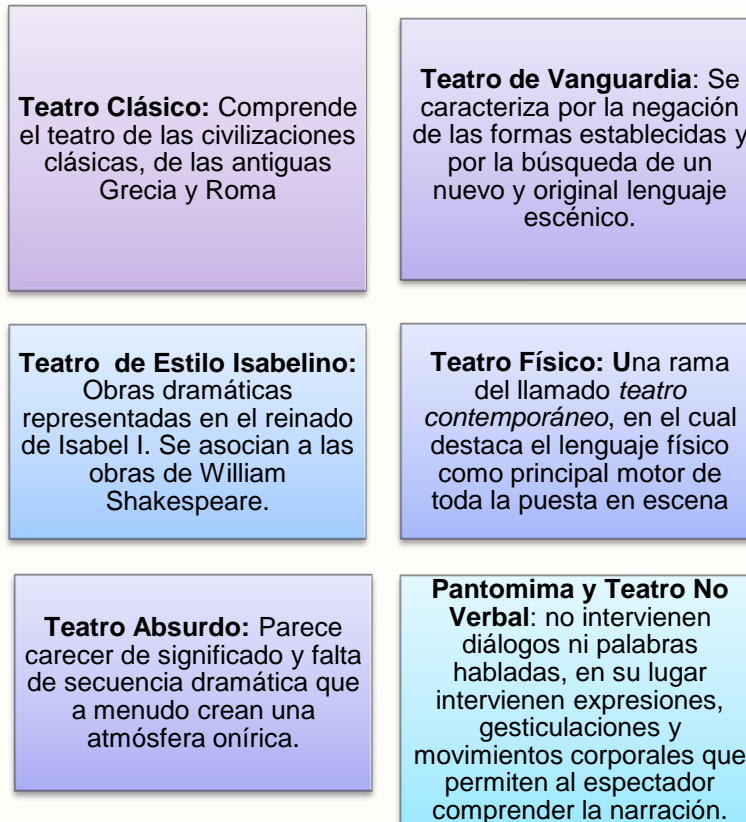 Teatro Clásico: Comprende
el teatro de las civilizaciones
clásicas, de las antiguas
Grecia y Roma
Teatro de Vanguardia: Se
caracteriza por la negación
de las formas establecidas y
por la búsqueda de un
nuevo y original lenguaje
escénico.
Teatro de Estilo Isabelino:
Obras dramáticas
representadas en el reinado
de Isabel I. Se asocian a las
obras de William
Shakespeare.
Teatro Físico: Una rama
del llamado teatro
contemporáneo, en el cual
destaca el lenguaje físico
como principal motor de
toda la puesta en escena
Teatro Absurdo: Parece
carecer de significado y falta
de secuencia dramática que
a menudo crean una
atmósfera onírica.
Pantomima y Teatro No
Verbal: no intervienen
diálogos ni palabras
habladas, en su lugar
intervienen expresiones,
gesticulaciones y
movimientos corporales que
permiten al espectador
comprender la narración.